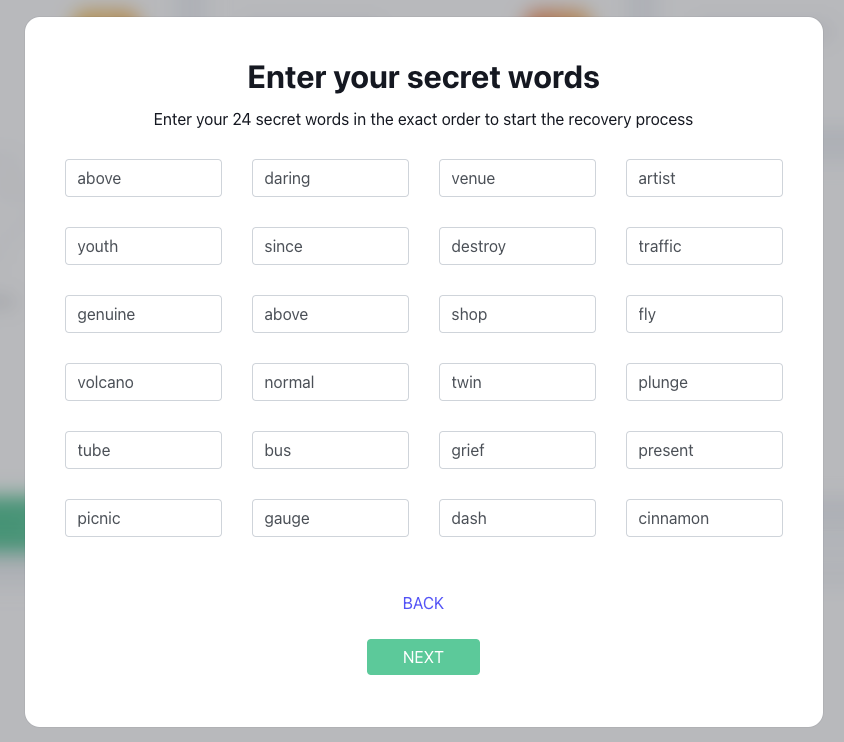 Enter your secret words
Enter your 24 secret words in the exact order to start the recovery process
above daring venue artist
youth since destroy traffic
genuine above shop fly
volcano normal twin plunge
tube bus grief present
picnic gauge dash cinnamon
BACK
NEXT